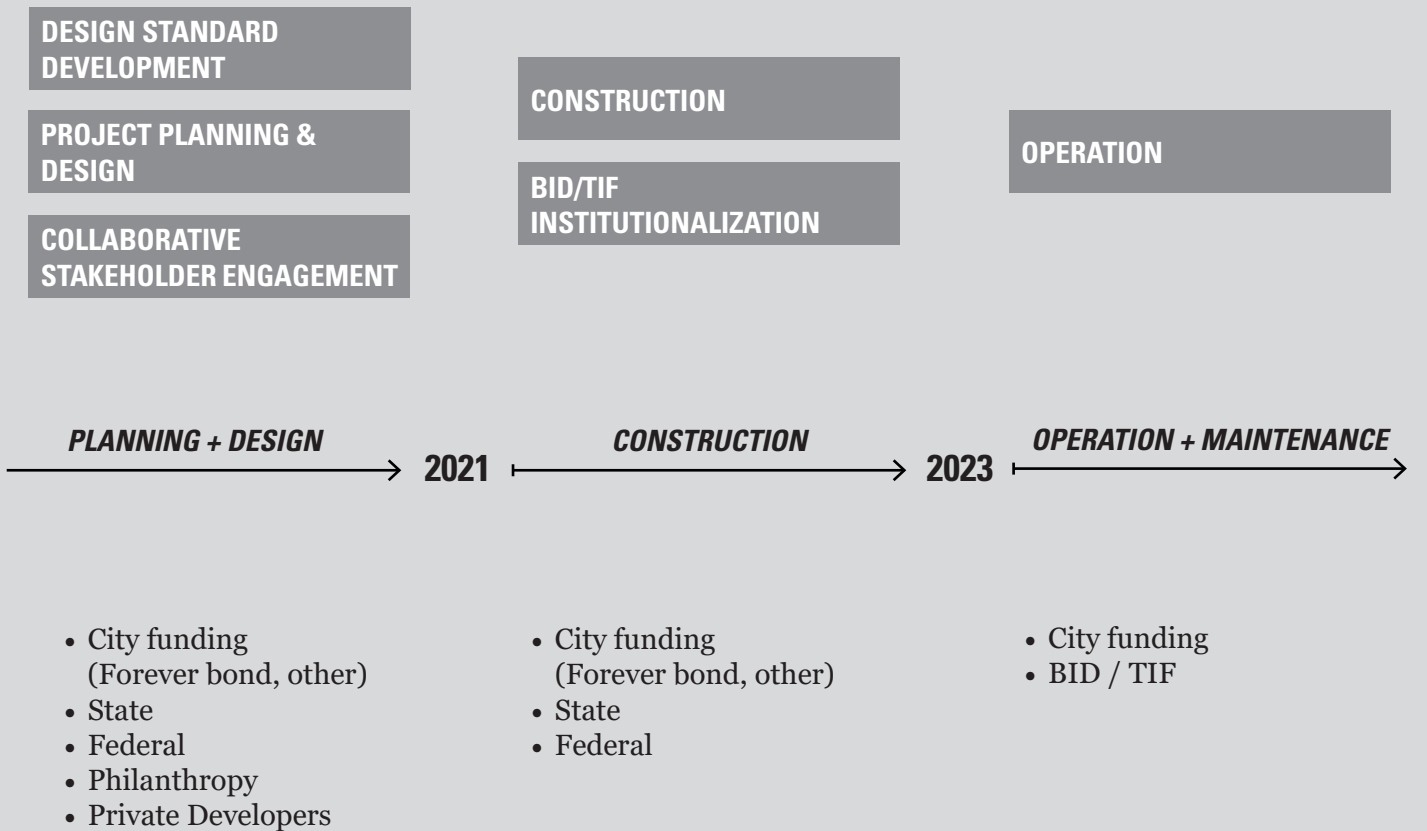 DESIGN STANDARD
DEVELOPMENT
PROJECT PLANNING &
DESIGN
COLLABORATIVE
STAKEHOLDER ENGAGEMENT
CONSTRUCTION
BID/TIF
INSTITUTIONALIZATION
OPERATION
PLANNING + DESIGN
2021
CONSTRUCTION
2023
OPERATION + MAINTENANCE
• City funding
(Forever bond, other)
• State
• Federal
• Philanthropy
• Private Developers
• City funding
(Forever bond, other)
• State
• Federal
• City funding
• BID / TIF